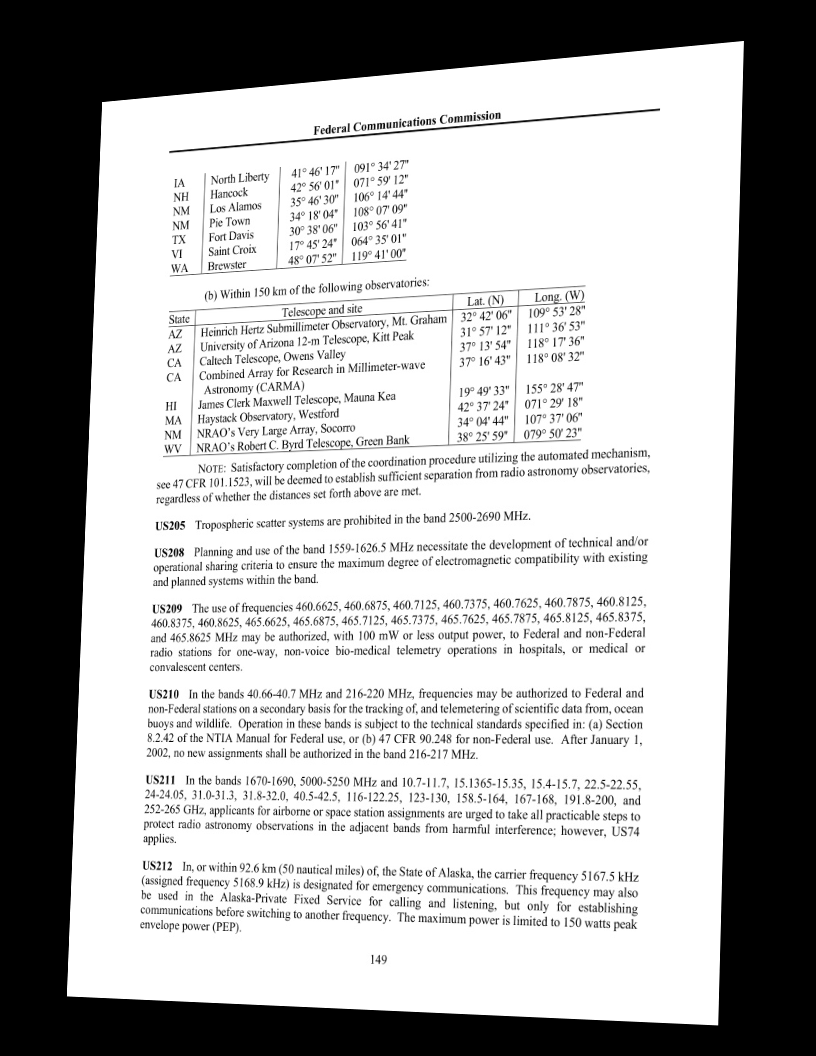 Federal Communications Commission
IA North Liberty 41° 46' 17" 091° 34' 27"
NH Hancock 42° 56' 01" 071° 59' 12"
NM Los Alamos 35° 46' 30" 106° 14' 44"
NM Pie Town 34° 18' 04" 108° 07' 09"
TX Fort Davis 30° 38' 06" 103° 56' 41"
VI Saint Croix 17° 45' 24" 064° 35' 01"
WA Brewster 48° 07' 52" 119° 41' 00"
(b) Within 150 km of the following observatories:
State Telescope and site Lat. (N) Long. (W)
AZ Heinrich Hertz Submillimeter Observatory, Mt. Graham 32° 42' 06" 109° 53' 28"
AZ University of Arizona 12-m Telescope, Kitt Peak 31° 57' 12" 111° 36' 53"
CA Caltech Telescope, Owens Valley 37° 13' 54" 118° 17' 36"
CA Combined Array for Research in Millimeter-wave 37° 16' 43" 118° 08' 32"
Astronomy (CARMA)
HI James Clerk Maxwell Telescope, Mauna Kea 19° 49' 33" 155° 28' 47"
MA Haystack Observatory, Westford 42° 37' 24" 071° 29' 18"
NM NRAO's Very Large Array, Socorro 34° 04' 44" 107° 37' 06"
WV NRAO's Robert C. Byrd Telescope, Green Bank 38° 25' 59" 079° 50' 23"
NOTE: Satisfactory completion of the coordination procedure utilizing the automated mechanism,
see 47 CFR 101.1523, will be deemed to establish sufficient separation from radio astronomy observatories,
regardless of whether the distances set forth above are met.
US205 Tropospheric scatter systems are prohibited in the band 2500-2690 MHz.
US208 Planning and use of the band 1559-1626.5 MHz necessitate the development of technical and/or
operational sharing criteria to ensure the maximum degree of electromagnetic compatibility with existing
and planned systems within the band.
US209 The use of frequencies 460.6625, 460.6875, 460.7125, 460.7375, 460.7625, 460.7875, 460.8125,
460.8375, 460.8625, 465.6625, 465.6875, 465.7125, 465.7375, 465.7625, 465.7875, 465.8125, 465.8375,
and 465.8625 MHz may be authorized, with 100 mW or less output power, to Federal and non-Federal
radio stations for one-way, non-voice bio-medical telemetry operations in hospitals, or medical or
convalescent centers.
US210 In the bands 40.66-40.7 MHz and 216-220 MHz, frequencies may be authorized to Federal and
non-Federal stations on a secondary basis for the tracking of, and telemetering of scientific data from, ocean
buoys and wildlife. Operation in these bands is subject to the technical standards specified in: (a) Section
8.2.42 of the NTIA Manual for Federal use, or (b) 47 CFR 90.248 for non-Federal use. After January 1,
2002, no new assignments shall be authorized in the band 216-217 MHz.
US211 In the bands 1670-1690, 5000-5250 MHz and 10.7-11.7, 15.1365-15.35, 15.4-15.7, 22.5-22.55,
24-24.05, 31.0-31.3, 31.8-32.0, 40.5-42.5, 116-122.25, 123-130, 158.5-164, 167-168, 191.8-200, and
252-265 GHz, applicants for airborne or space station assignments are urged to take all practicable steps to
protect radio astronomy observations in the adjacent bands from harmful interference; however, US74
applies.
US212 In, or within 92.6 km (50 nautical miles) of, the State of Alaska, the carrier frequency 5167.5 kHz
(assigned frequency 5168.9 kHz) is designated for emergency communications. This frequency may also
be used in the Alaska-Private Fixed Service for calling and listening, but only for establishing
communications before switching to another frequency. The maximum power is limited to 150 watts peak
envelope power (PEP).
149